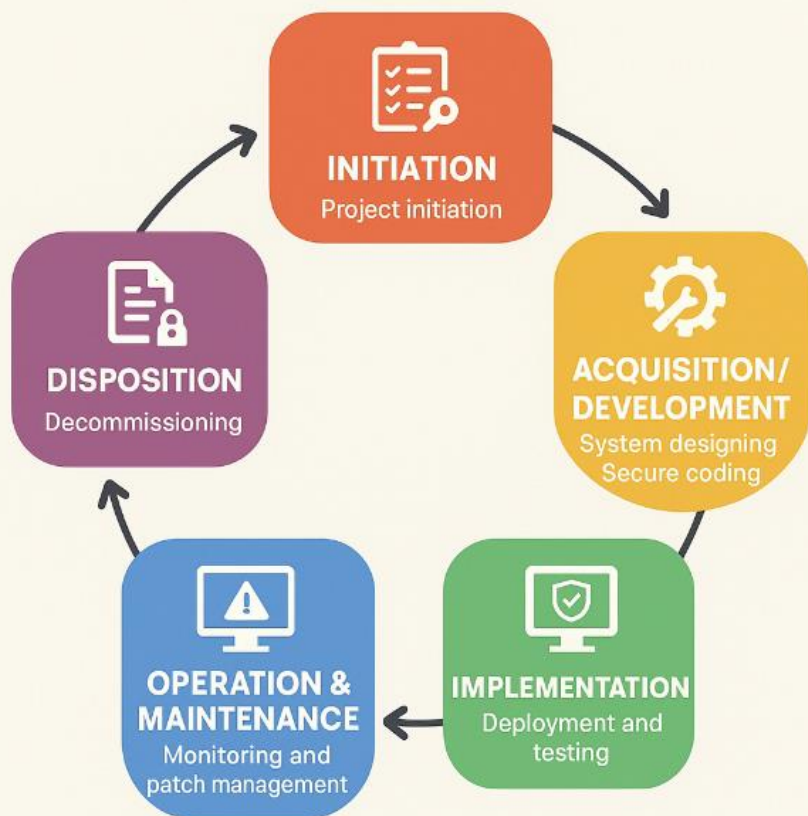 INITIATION
Project initiation
ACQUISITION/
DEVELOPMENT
System designing
Secure coding
IMPLEMENTATION
Deployment and
testing
OPERATION &
MAINTENANCE
Monitoring and
patch management
DISPOSITION
Decommissioning